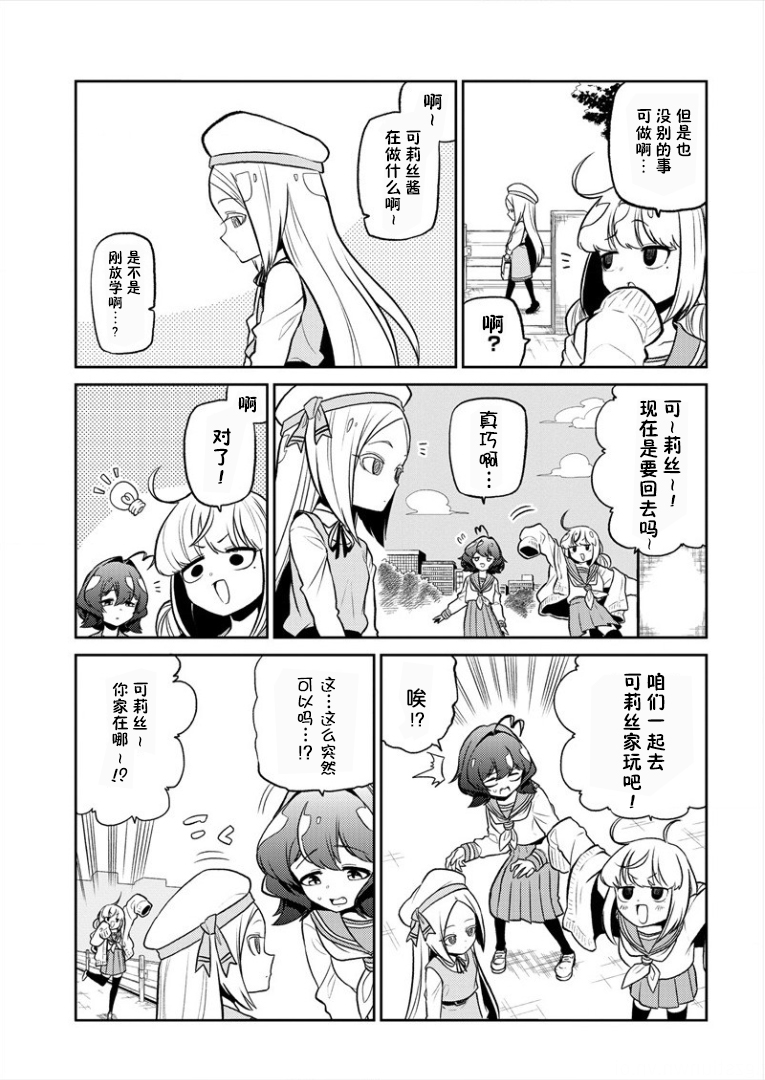 但是也
没别的事
可做啊…
啊?
啊~
可莉丝酱
在做什么啊~
是不是
刚放学啊…?
可~莉丝~!
现在是要回去吗~
真巧啊…
啊
对了!
咱们一起去
可莉丝家玩吧!
唉!?
这…这么突然
可以吗…!?
可莉丝~
你家在哪~!?